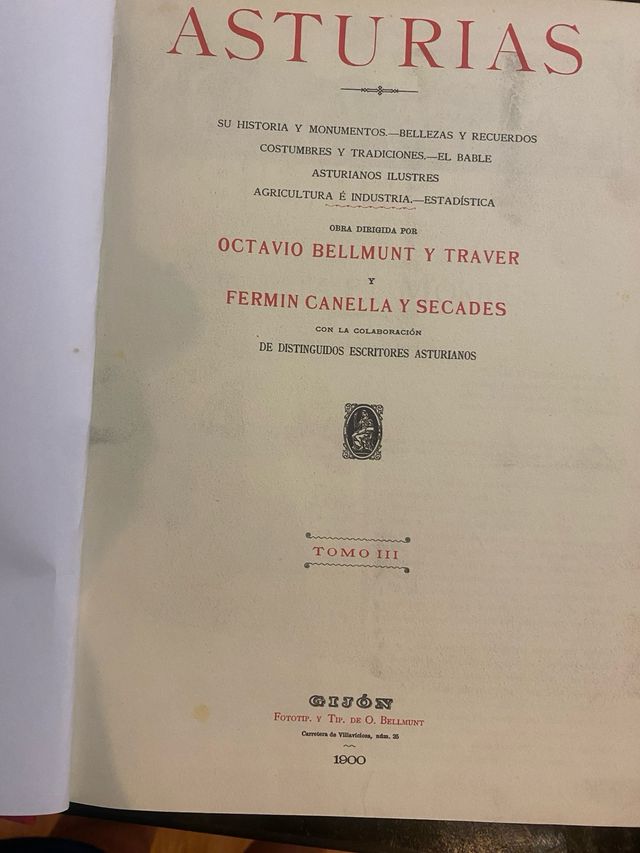 ASTURIAS
SU HISTORIA Y MONUMENTOS.—BELLEZAS Y RECUERDOS
COSTUMBRES Y TRADICIONES.—EL BABLE
ASTURIANOS ILUSTRES
AGRICULTURA É INDUSTRIA.—ESTADÍSTICA
OBRA DIRIGIDA POR
OCTAVIO BELLMUNT Y TRAVER
Y
FERMIN CANELLA Y SECADES
CON LA COLABORACIÓN
DE DISTINGUIDOS ESCRITORES ASTURIANOS
TOMO III
GIJÓN
FOTOTIP. Y TIP. DE O. BELLMUNT
Carretera de Villaviciosa, núm. 35
1900